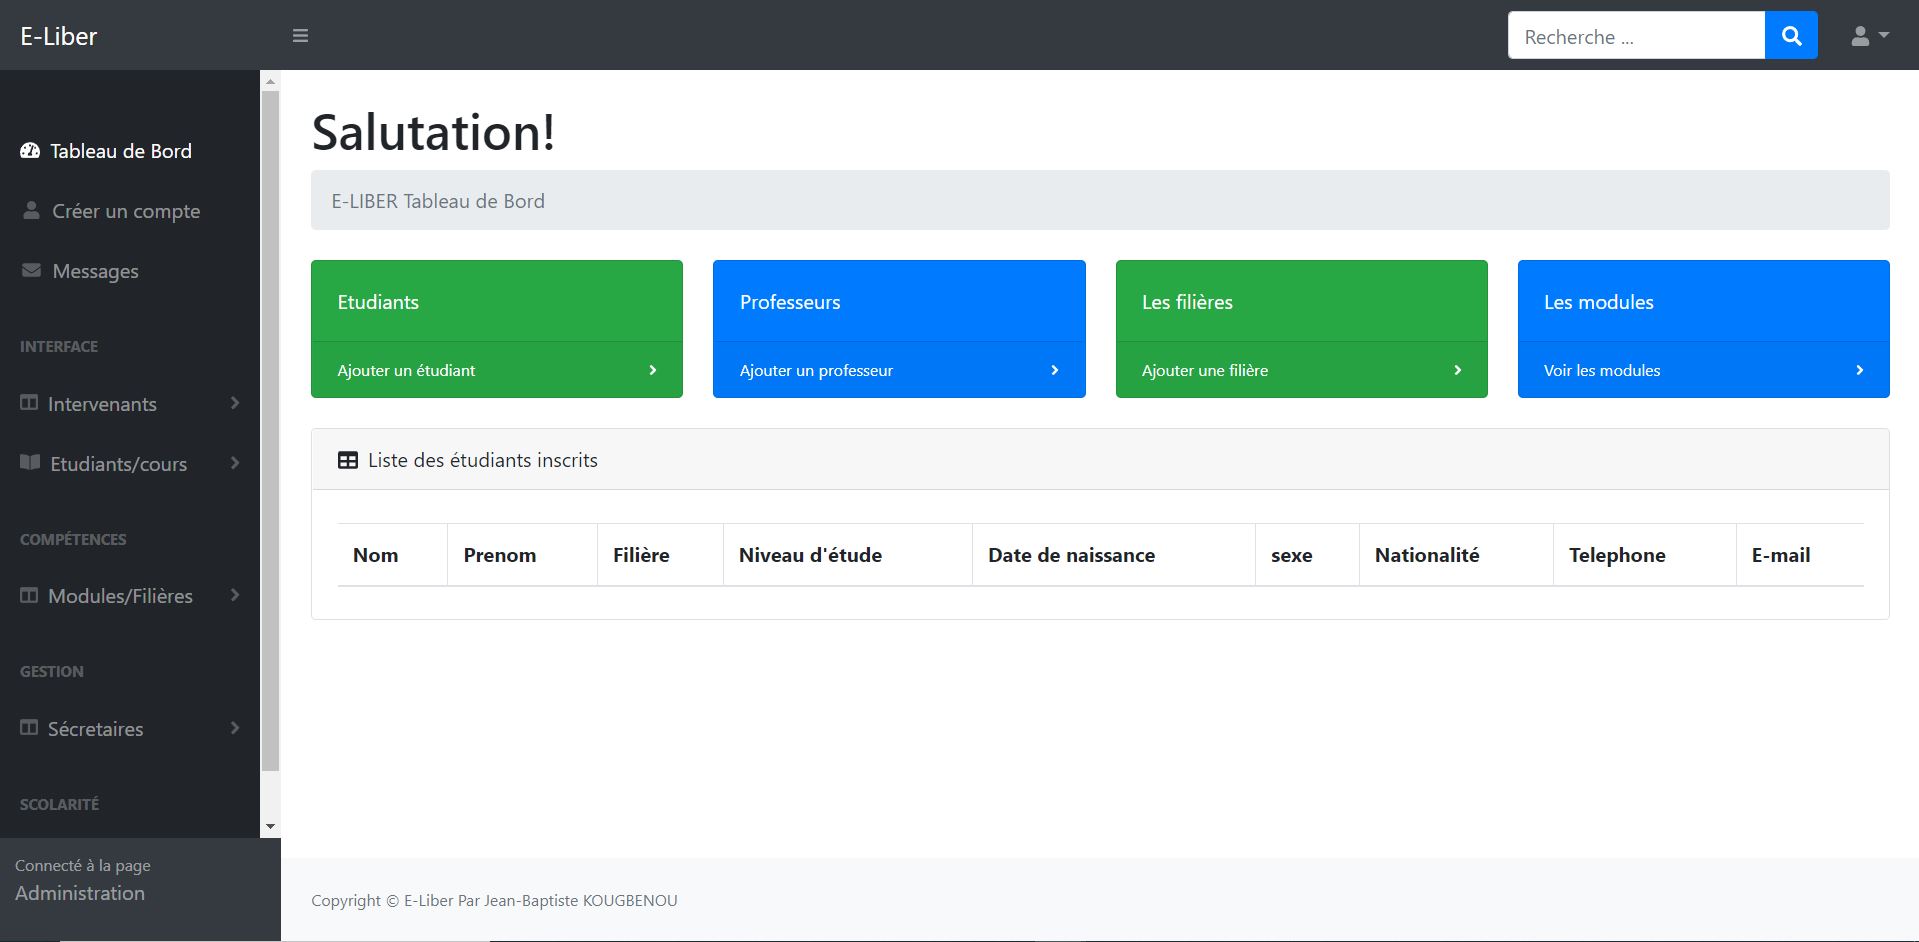 E-Liber
Recherche ...
Tableau de Bord
Créer un compte
Messages
INTERFACE
Intervenants
Etudiants/cours
COMPÉTENCES
Modules/Filières
GESTION
Sécretaires
SCOLARITÉ
Connecté à la page
Administration
Salutation!
E-LIBER Tableau de Bord
Etudiants
Ajouter un étudiant
Professeurs
Ajouter un professeur
Les filières
Ajouter une filière
Les modules
Voir les modules
Liste des étudiants inscrits
Nom Prenom Filière Niveau d'étude Date de naissance sexe Nationalité Telephone E-mail
Copyright © E-Liber Par Jean-Baptiste KOUGBENOU